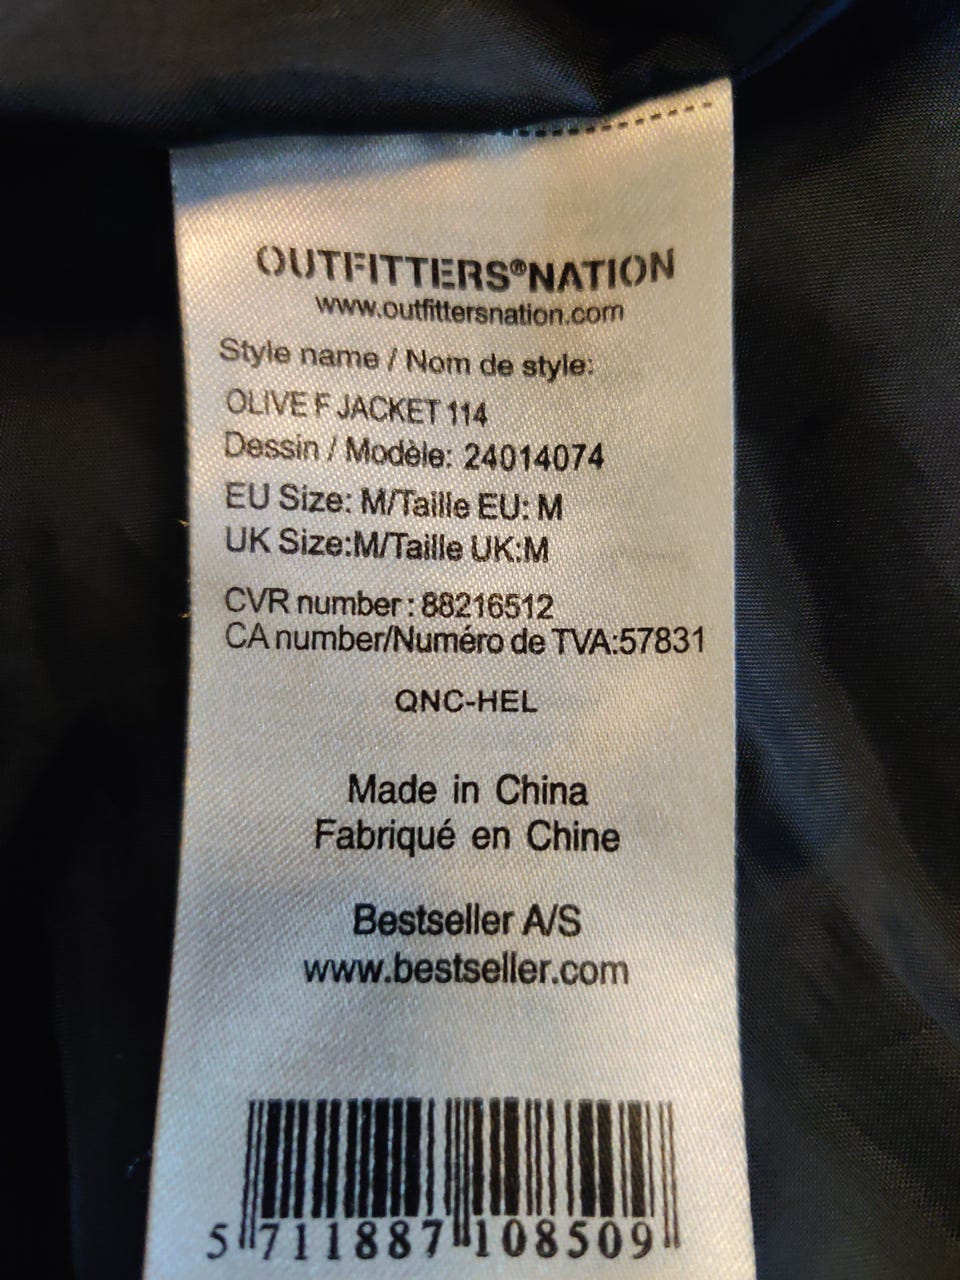 OUTFITTERS®NATION
www.outfittersnation.com
Style name / Nom de style:
OLIVE F JACKET 114
Dessin / Modèle: 24014074
EU Size: M/Taille EU: M
UK Size:M/Taille UK:M
CVR number: 88216512
CA number/Numéro de TVA:57831
QNC-HEL
Made in China
Fabriqué en Chine
Bestseller A/S
www.bestseller.com
5 711887 108509